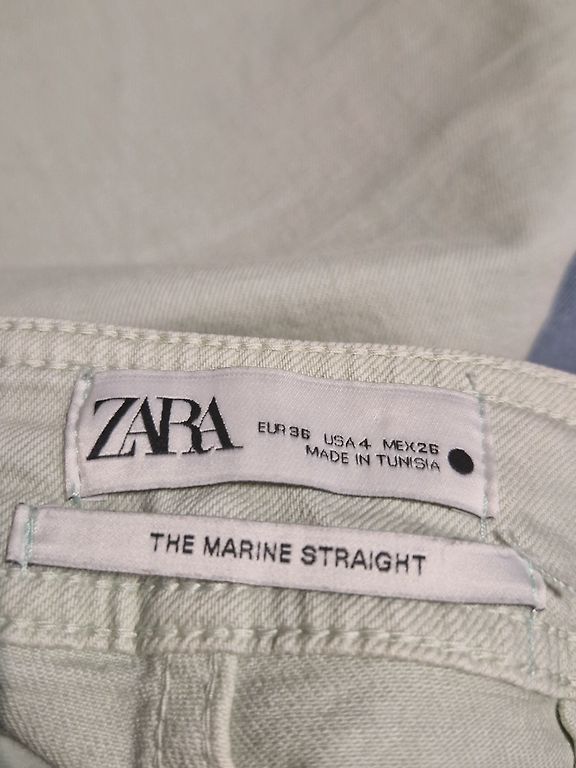 ZARA
EUR 36 USA 4 MEX 26
MADE IN TUNISIA
THE MARINE STRAIGHT